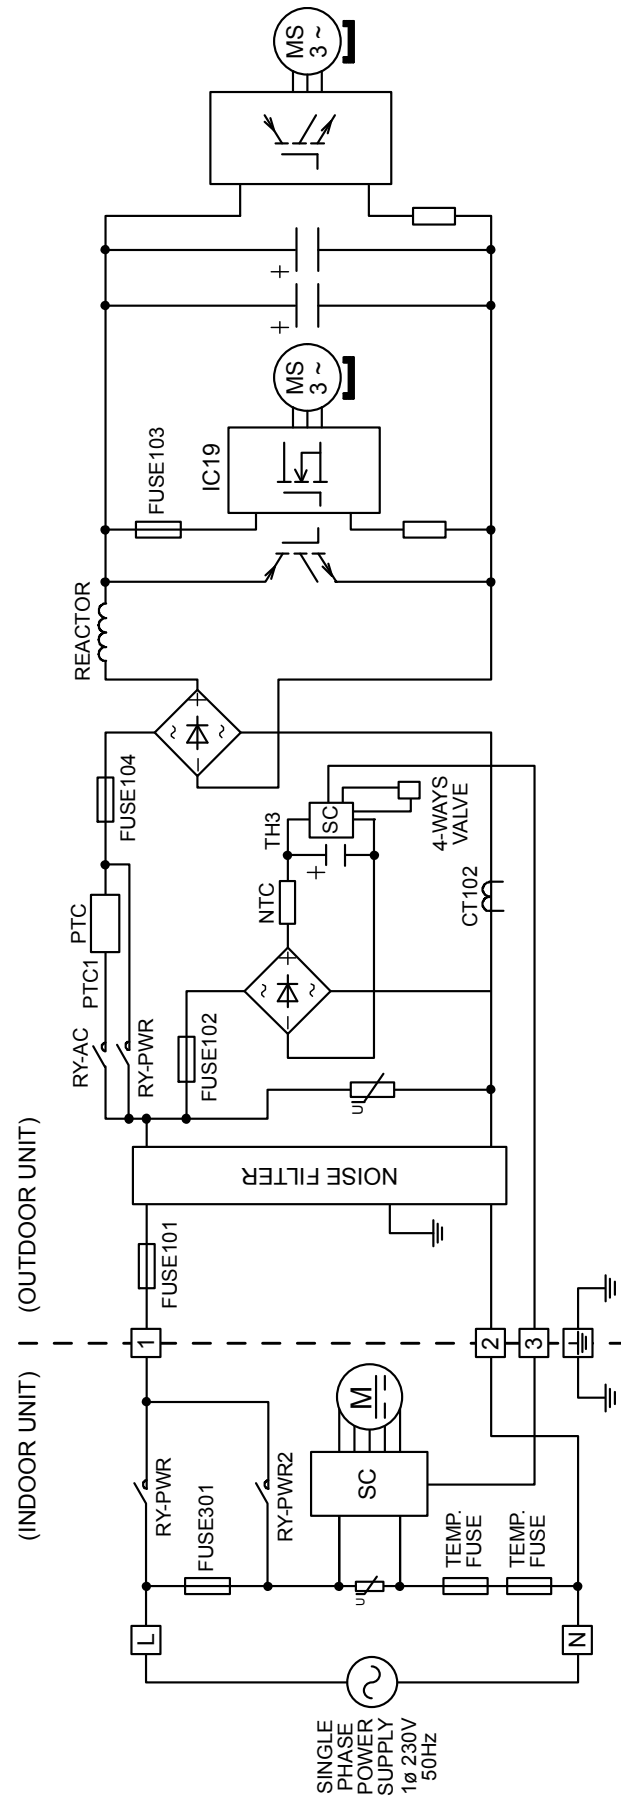 (INDOOR UNIT)
(OUTDOOR UNIT)
SINGLE
PHASE
POWER
SUPPLY
1ø 230V
50Hz
L
N
RY-PWR
FUSE301
RY-PWR2
U
SC
M
TEMP.
FUSE
TEMP.
FUSE
1
2
3
FUSE101
NOISE FILTER
RY-AC
RY-PWR
PTC1
PTC
FUSE102
U
NTC
TH3
+
SC
4-WAYS
VALVE
CT102
FUSE104
~
~
+
–
~
~
+
–
REACTOR
FUSE103
IC19
MS
3 ~
+
+
MS
3 ~